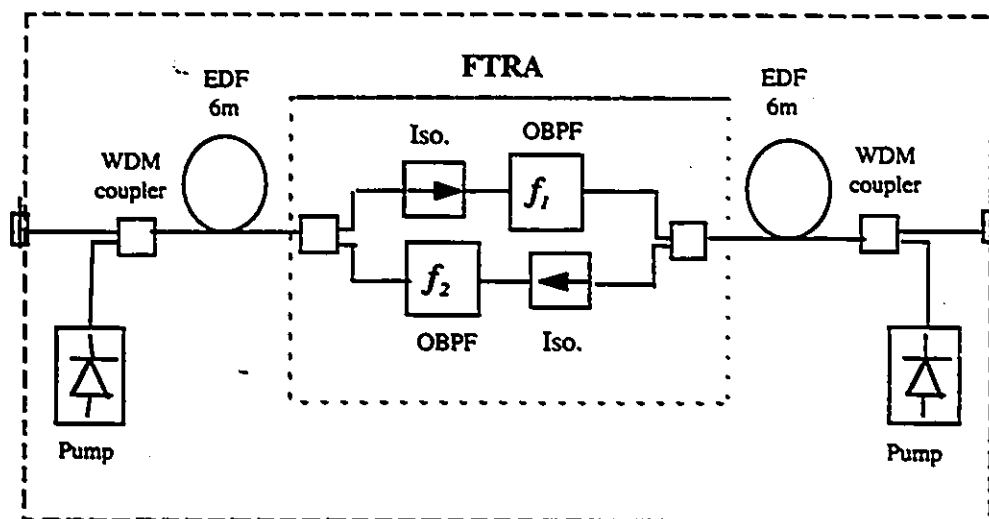 FTRA
EDF
6m
EDF
6m
Iso.
OBPF
WDM
coupler
WDM
coupler
f1
f2
OBPF
Iso.
Pump
Pump